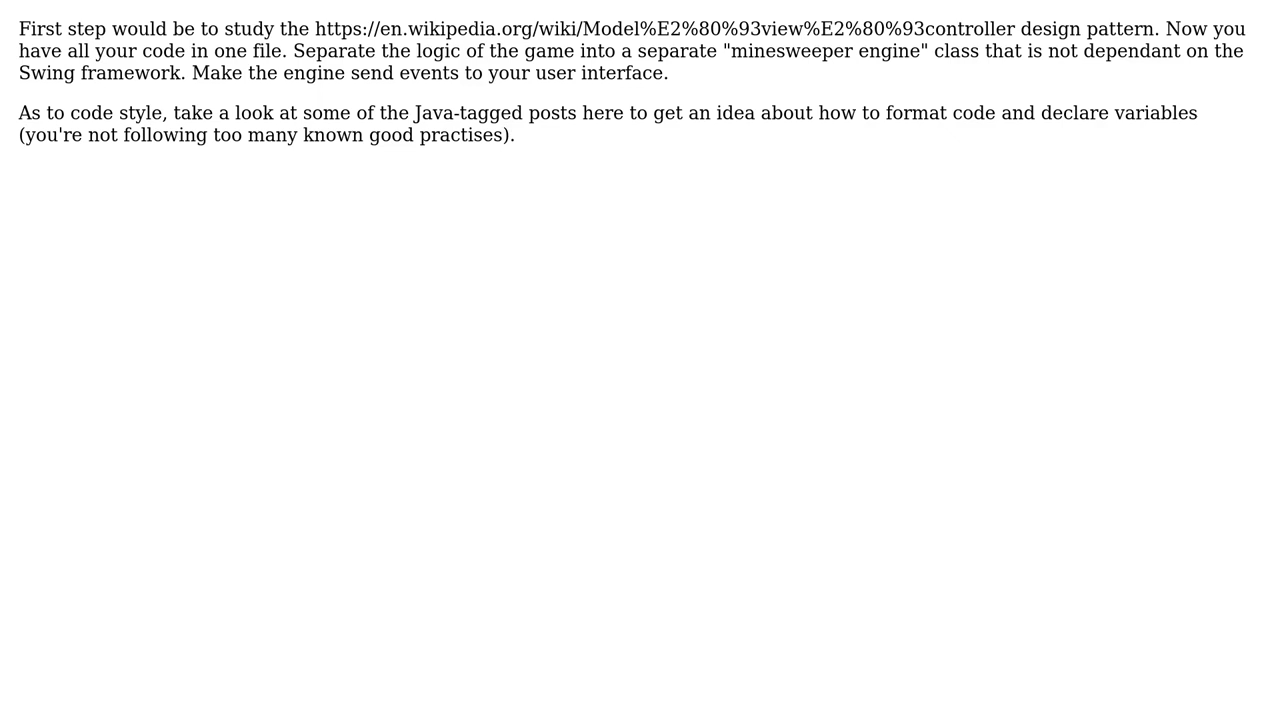 First step would be to study the https://en.wikipedia.org/wiki/Model%E2%80%93view%E2%80%93controller design pattern. Now you
have all your code in one file. Separate the logic of the game into a separate "minesweeper engine" class that is not dependant on the
Swing framework. Make the engine send events to your user interface.
As to code style, take a look at some of the Java-tagged posts here to get an idea about how to format code and declare variables
(you're not following too many known good practises).